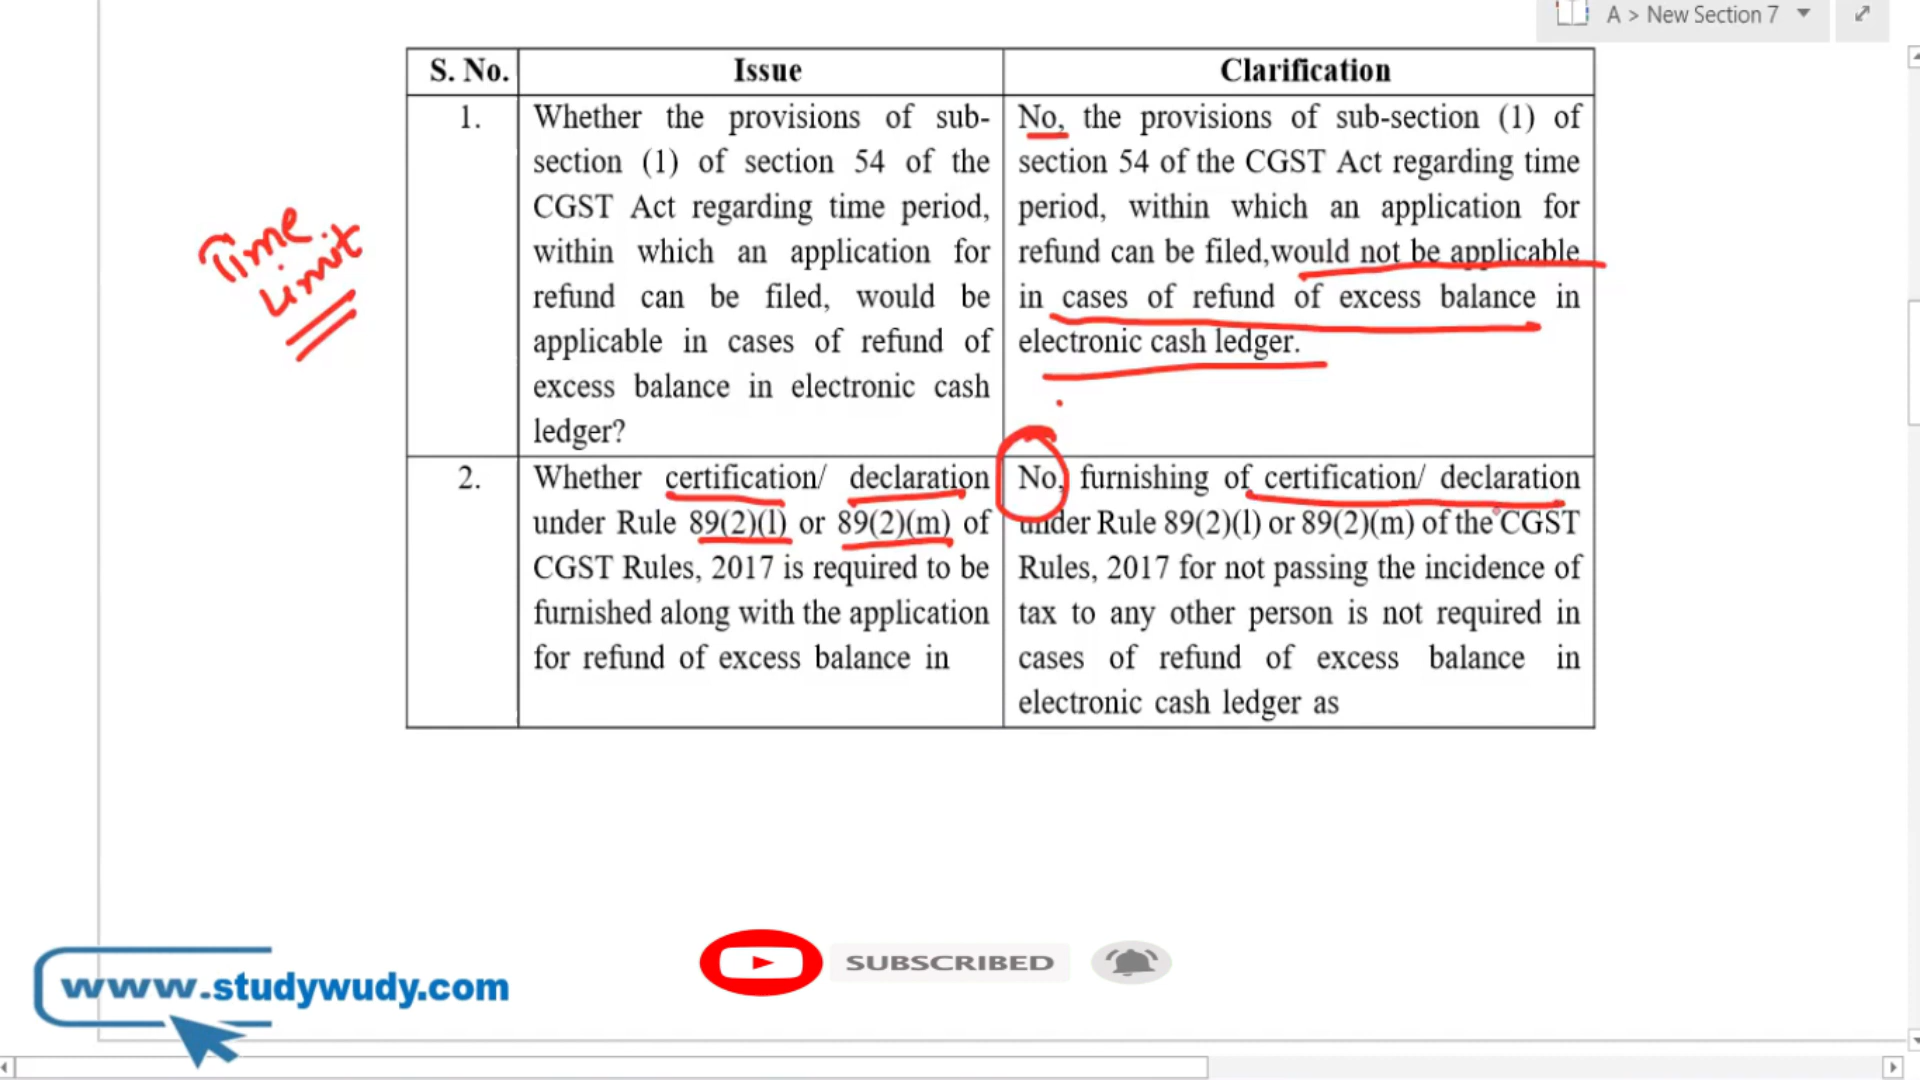 A > New Section 7
S. No.
Issue
Clarification
1.
Whether the provisions of sub-
section (1) of section 54 of the
CGST Act regarding time period,
within which an application for
refund can be filed, would be
applicable in cases of refund of
excess balance in electronic cash
ledger?
No, the provisions of sub-section (1) of
section 54 of the CGST Act regarding time
period, within which an application for
refund can be filed,would not be applicable
in cases of refund of excess balance in
electronic cash ledger.
Time
Limit
2.
Whether certification/ declaration
under Rule 89(2)(l) or 89(2)(m) of
CGST Rules, 2017 is required to be
furnished along with the application
for refund of excess balance in
No, furnishing of certification/ declaration
under Rule 89(2)(l) or 89(2)(m) of the CGST
Rules, 2017 for not passing the incidence of
tax to any other person is not required in
cases of refund of excess balance in
electronic cash ledger as
SUBSCRIBED
www.studywudy.com